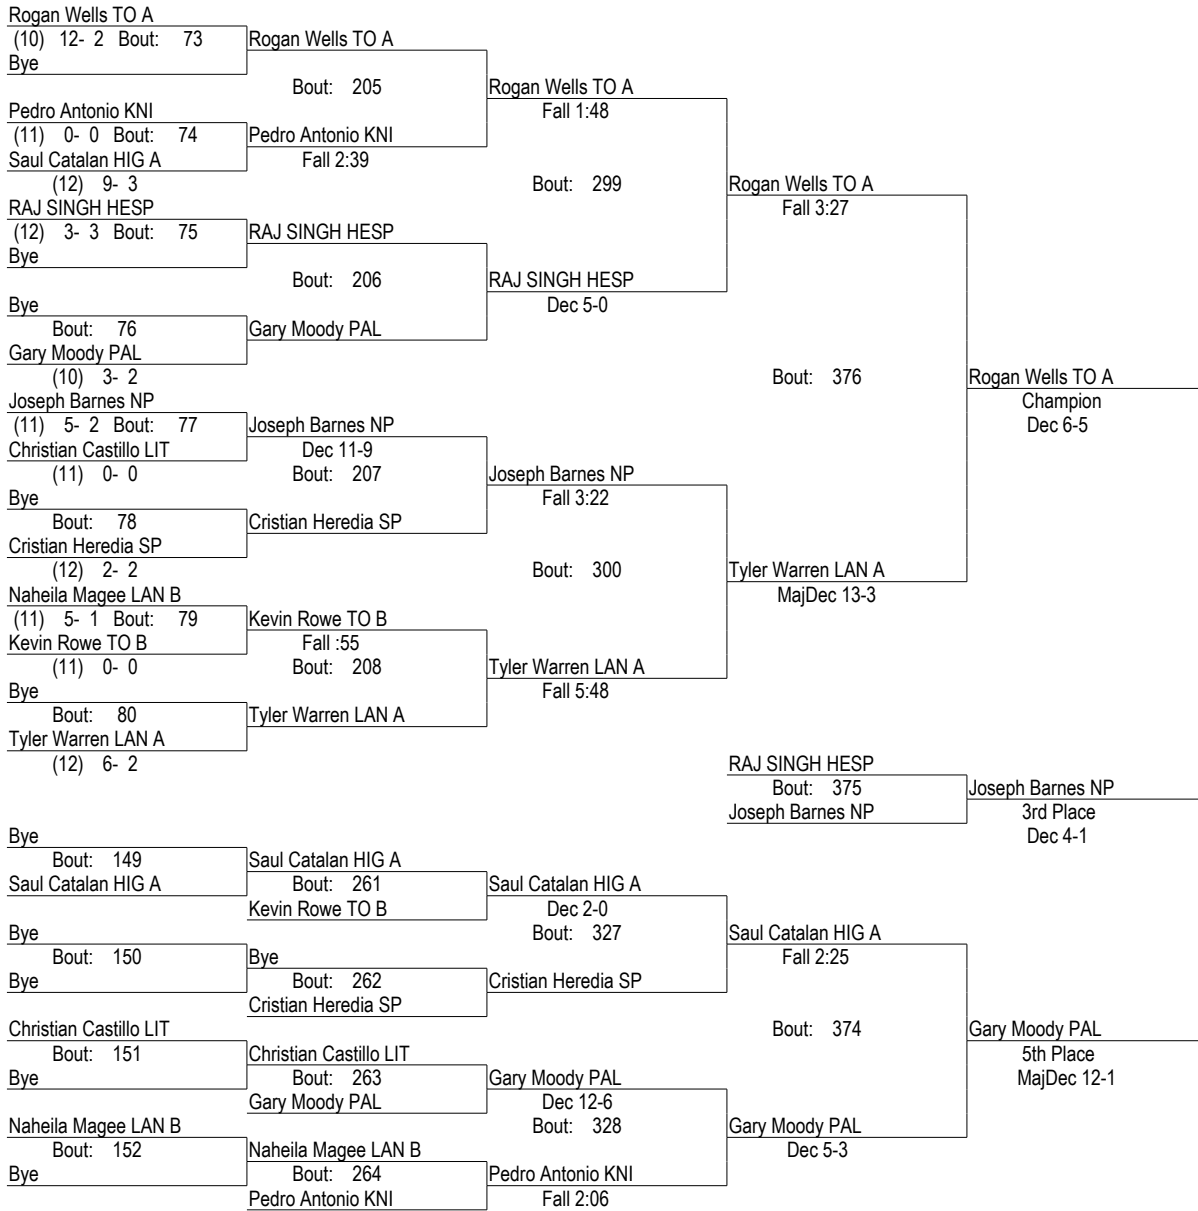 Rogan Wells TO A
(10) 12- 2 Bout: 73 Rogan Wells TO A
Bye
Bout: 205 Rogan Wells TO A
Pedro Antonio KNI Fall 1:48
(11) 0- 0 Bout: 74 Pedro Antonio KNI
Saul Catalan HIG A Fall 2:39
(12) 9- 3 Bout: 299 Rogan Wells TO A
RAJ SINGH HESP Fall 3:27
(12) 3- 3 Bout: 75 RAJ SINGH HESP
Bye
Bout: 206 RAJ SINGH HESP
Bye Dec 5-0
Bout: 76 Gary Moody PAL
Gary Moody PAL
(10) 3- 2 Bout: 376 Rogan Wells TO A
Joseph Barnes NP Champion
(11) 5- 2 Bout: 77 Joseph Barnes NP Dec 6-5
Christian Castillo LIT Dec 11-9
(11) 0- 0 Bout: 207 Joseph Barnes NP
Bye Fall 3:22
Bout: 78 Cristian Heredia SP
Cristian Heredia SP
(12) 2- 2 Bout: 300 Tyler Warren LAN A
Naheila Magee LAN B MajDec 13-3
(11) 5- 1 Bout: 79 Kevin Rowe TO B
Kevin Rowe TO B Fall :55
(11) 0- 0 Bout: 208 Tyler Warren LAN A
Bye Fall 5:48
Bout: 80 Tyler Warren LAN A
Tyler Warren LAN A
(12) 6- 2 RAJ SINGH HESP
Bout: 375 Joseph Barnes NP
Joseph Barnes NP 3rd Place
Bye Dec 4-1
Bout: 149 Saul Catalan HIG A
Saul Catalan HIG A Bout: 261 Saul Catalan HIG A
Kevin Rowe TO B Dec 2-0
Bye Bout: 327 Saul Catalan HIG A
Bout: 150 Bye Fall 2:25
Bye Bout: 262 Cristian Heredia SP
Cristian Heredia SP
Christian Castillo LIT Bout: 374 Gary Moody PAL
Bout: 151 Christian Castillo LIT 5th Place
Bye Bout: 263 Gary Moody PAL MajDec 12-1
Gary Moody PAL Dec 12-6
Naheila Magee LAN B Bout: 328 Gary Moody PAL
Bout: 152 Naheila Magee LAN B Dec 5-3
Bye Bout: 264 Pedro Antonio KNI
Pedro Antonio KNI Fall 2:06